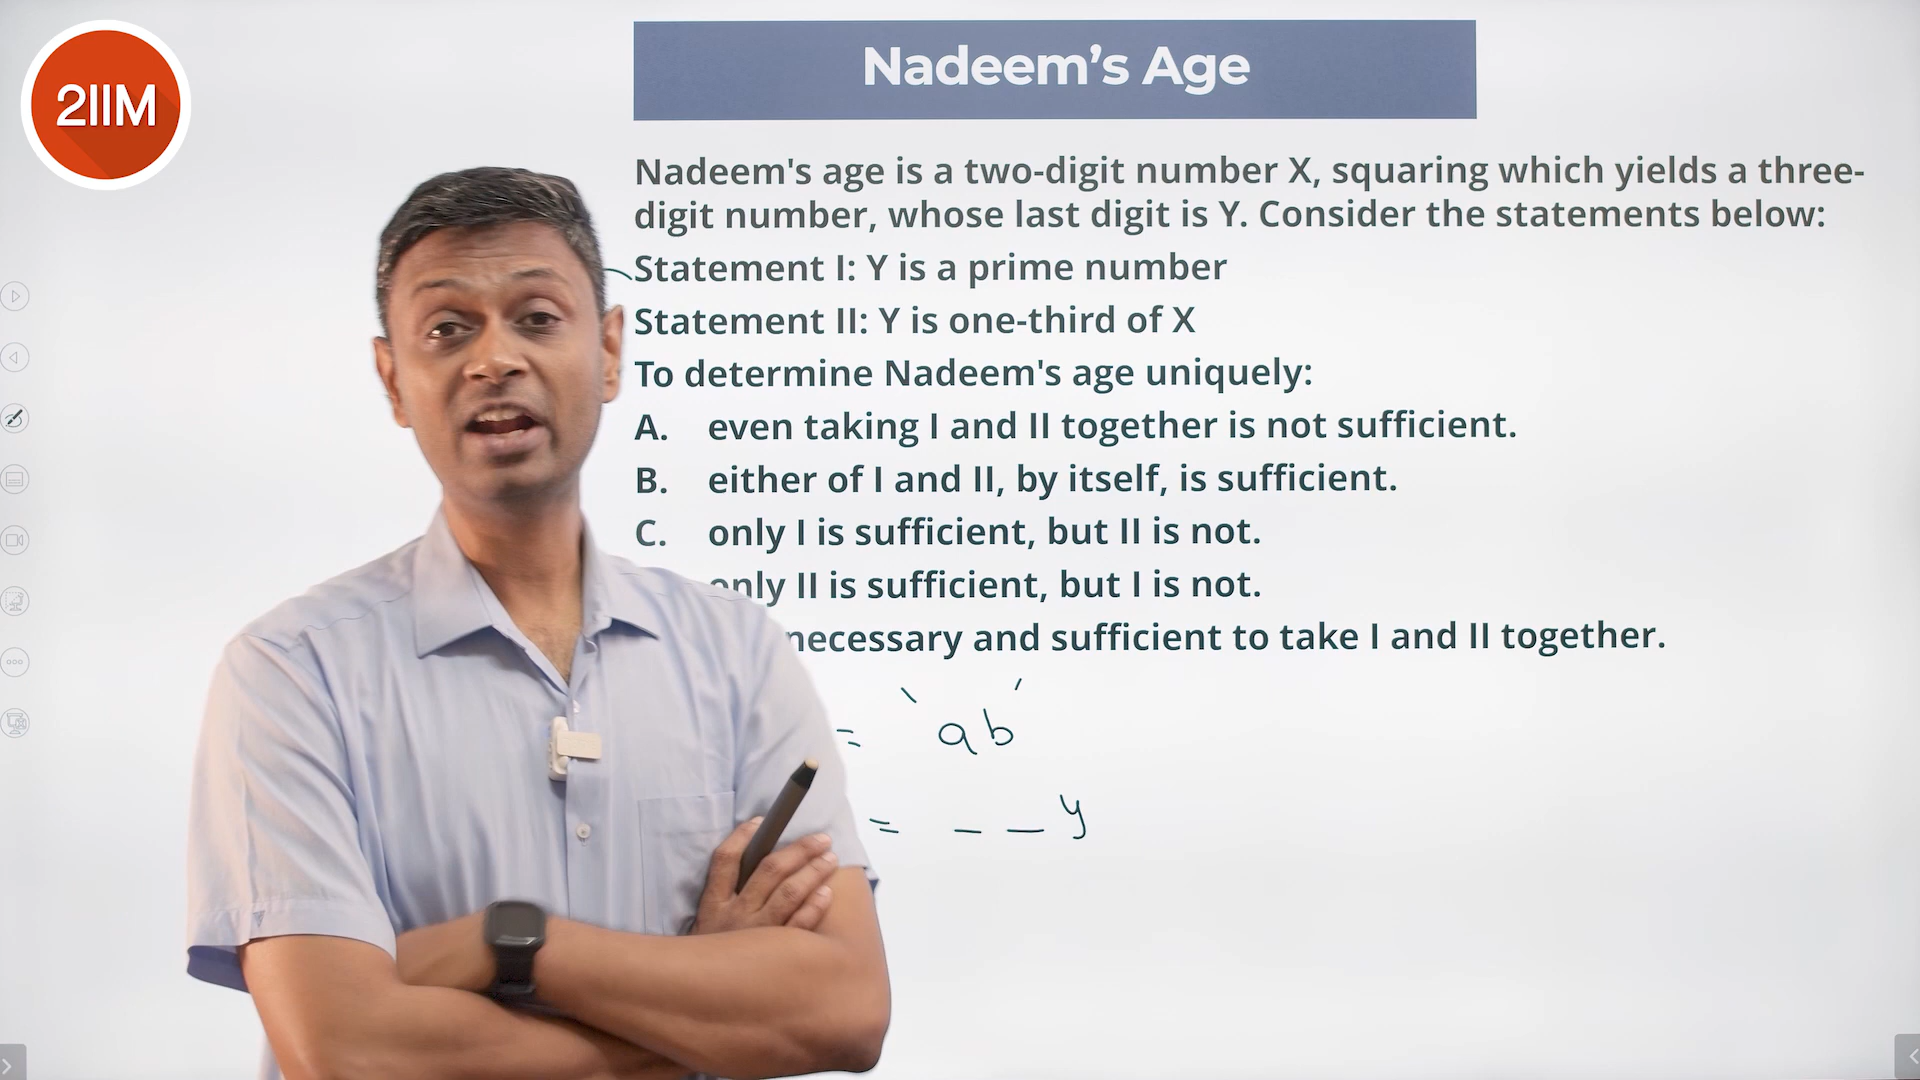 2IIM
Nadeem's Age
Nadeem's age is a two-digit number X, squaring which yields a three-
digit number, whose last digit is Y. Consider the statements below:
Statement I: Y is a prime number
Statement II: Y is one-third of X
To determine Nadeem's age uniquely:
A. even taking I and II together is not sufficient.
B. either of I and II, by itself, is sufficient.
C. only I is sufficient, but II is not.
only II is sufficient, but I is not.
necessary and sufficient to take I and II together.
= 'ab'
= _ _ y